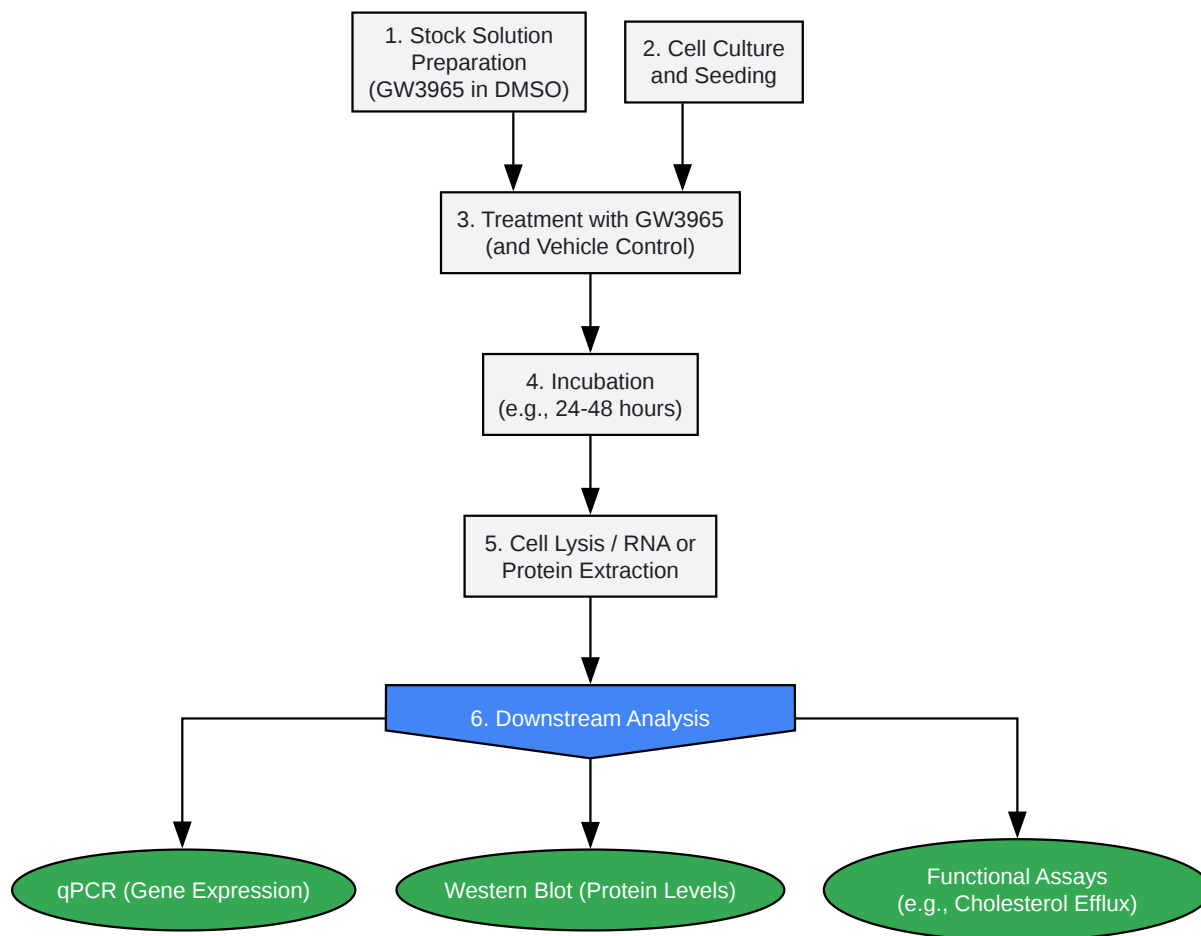 1. Stock Solution
Preparation
(GW3965 in DMSO)
2. Cell Culture
and Seeding
3. Treatment with GW3965
(and Vehicle Control)
4. Incubation
(e.g., 24-48 hours)
5. Cell Lysis / RNA or
Protein Extraction
6. Downstream Analysis
qPCR (Gene Expression)
Western Blot (Protein Levels)
Functional Assays
(e.g., Cholesterol Efflux)